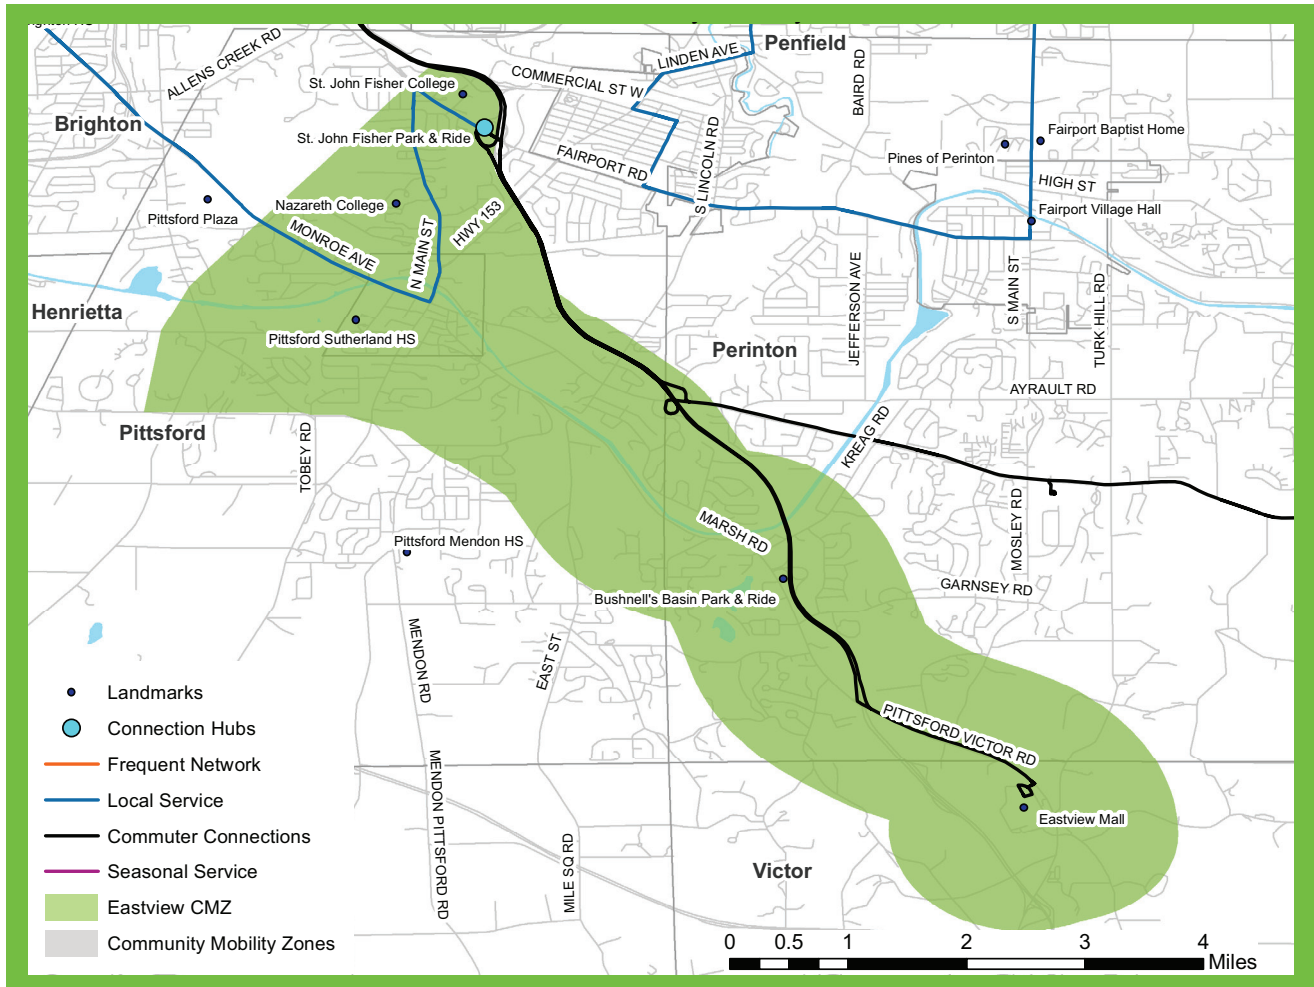 ALLENS CREEK RD
LINDEN AVE
Penfield
BAIRD RD
COMMERCIAL ST W
St. John Fisher College
Brighton
St. John Fisher Park & Ride
FAIRPORT RD
S LINCOLN RD
Fairport Baptist Home
Pines of Perinton
HIGH ST
Fairport Village Hall
Nazareth College
Pittsford Plaza
MONROE AVE
N MAIN ST
HWY 153
JEFFERSON AVE
S MAIN ST
TURK HILL RD
Henrietta
Pittsford Sutherland HS
Perinton
AYRAULT RD
Pittsford
TOBEY RD
KREAG RD
MARSH RD
MOSLEY RD
Pittsford Mendon HS
GARNSEY RD
Bushnell's Basin Park & Ride
MENDON RD
EAST ST
PITTSFORD VICTOR RD
MENDON PITTSFORD RD
MILE SQ RD
Eastview Mall
Victor
Landmarks
Connection Hubs
Frequent Network
Local Service
Commuter Connections
Seasonal Service
Eastview CMZ
Community Mobility Zones
0 0.5 1 2 3 4
Miles